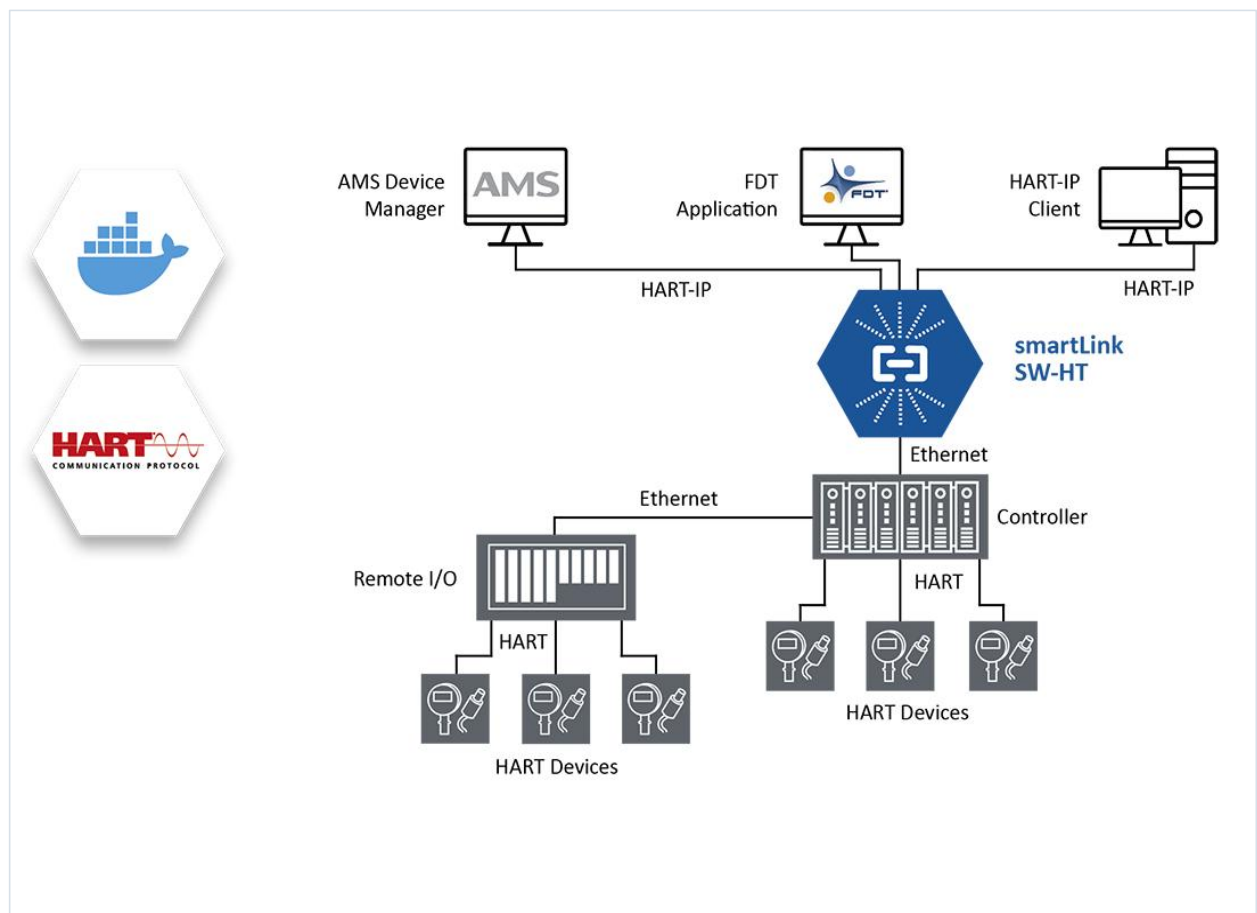 AMS Device
Manager
AMS
FDT
Application
FDT
HART-IP
Client
HART-IP
HART-IP
smartLink
SW-HT
HART
COMMUNICATION PROTOCOL
Ethernet
Ethernet
Controller
Remote I/O
HART
HART
HART Devices
HART Devices